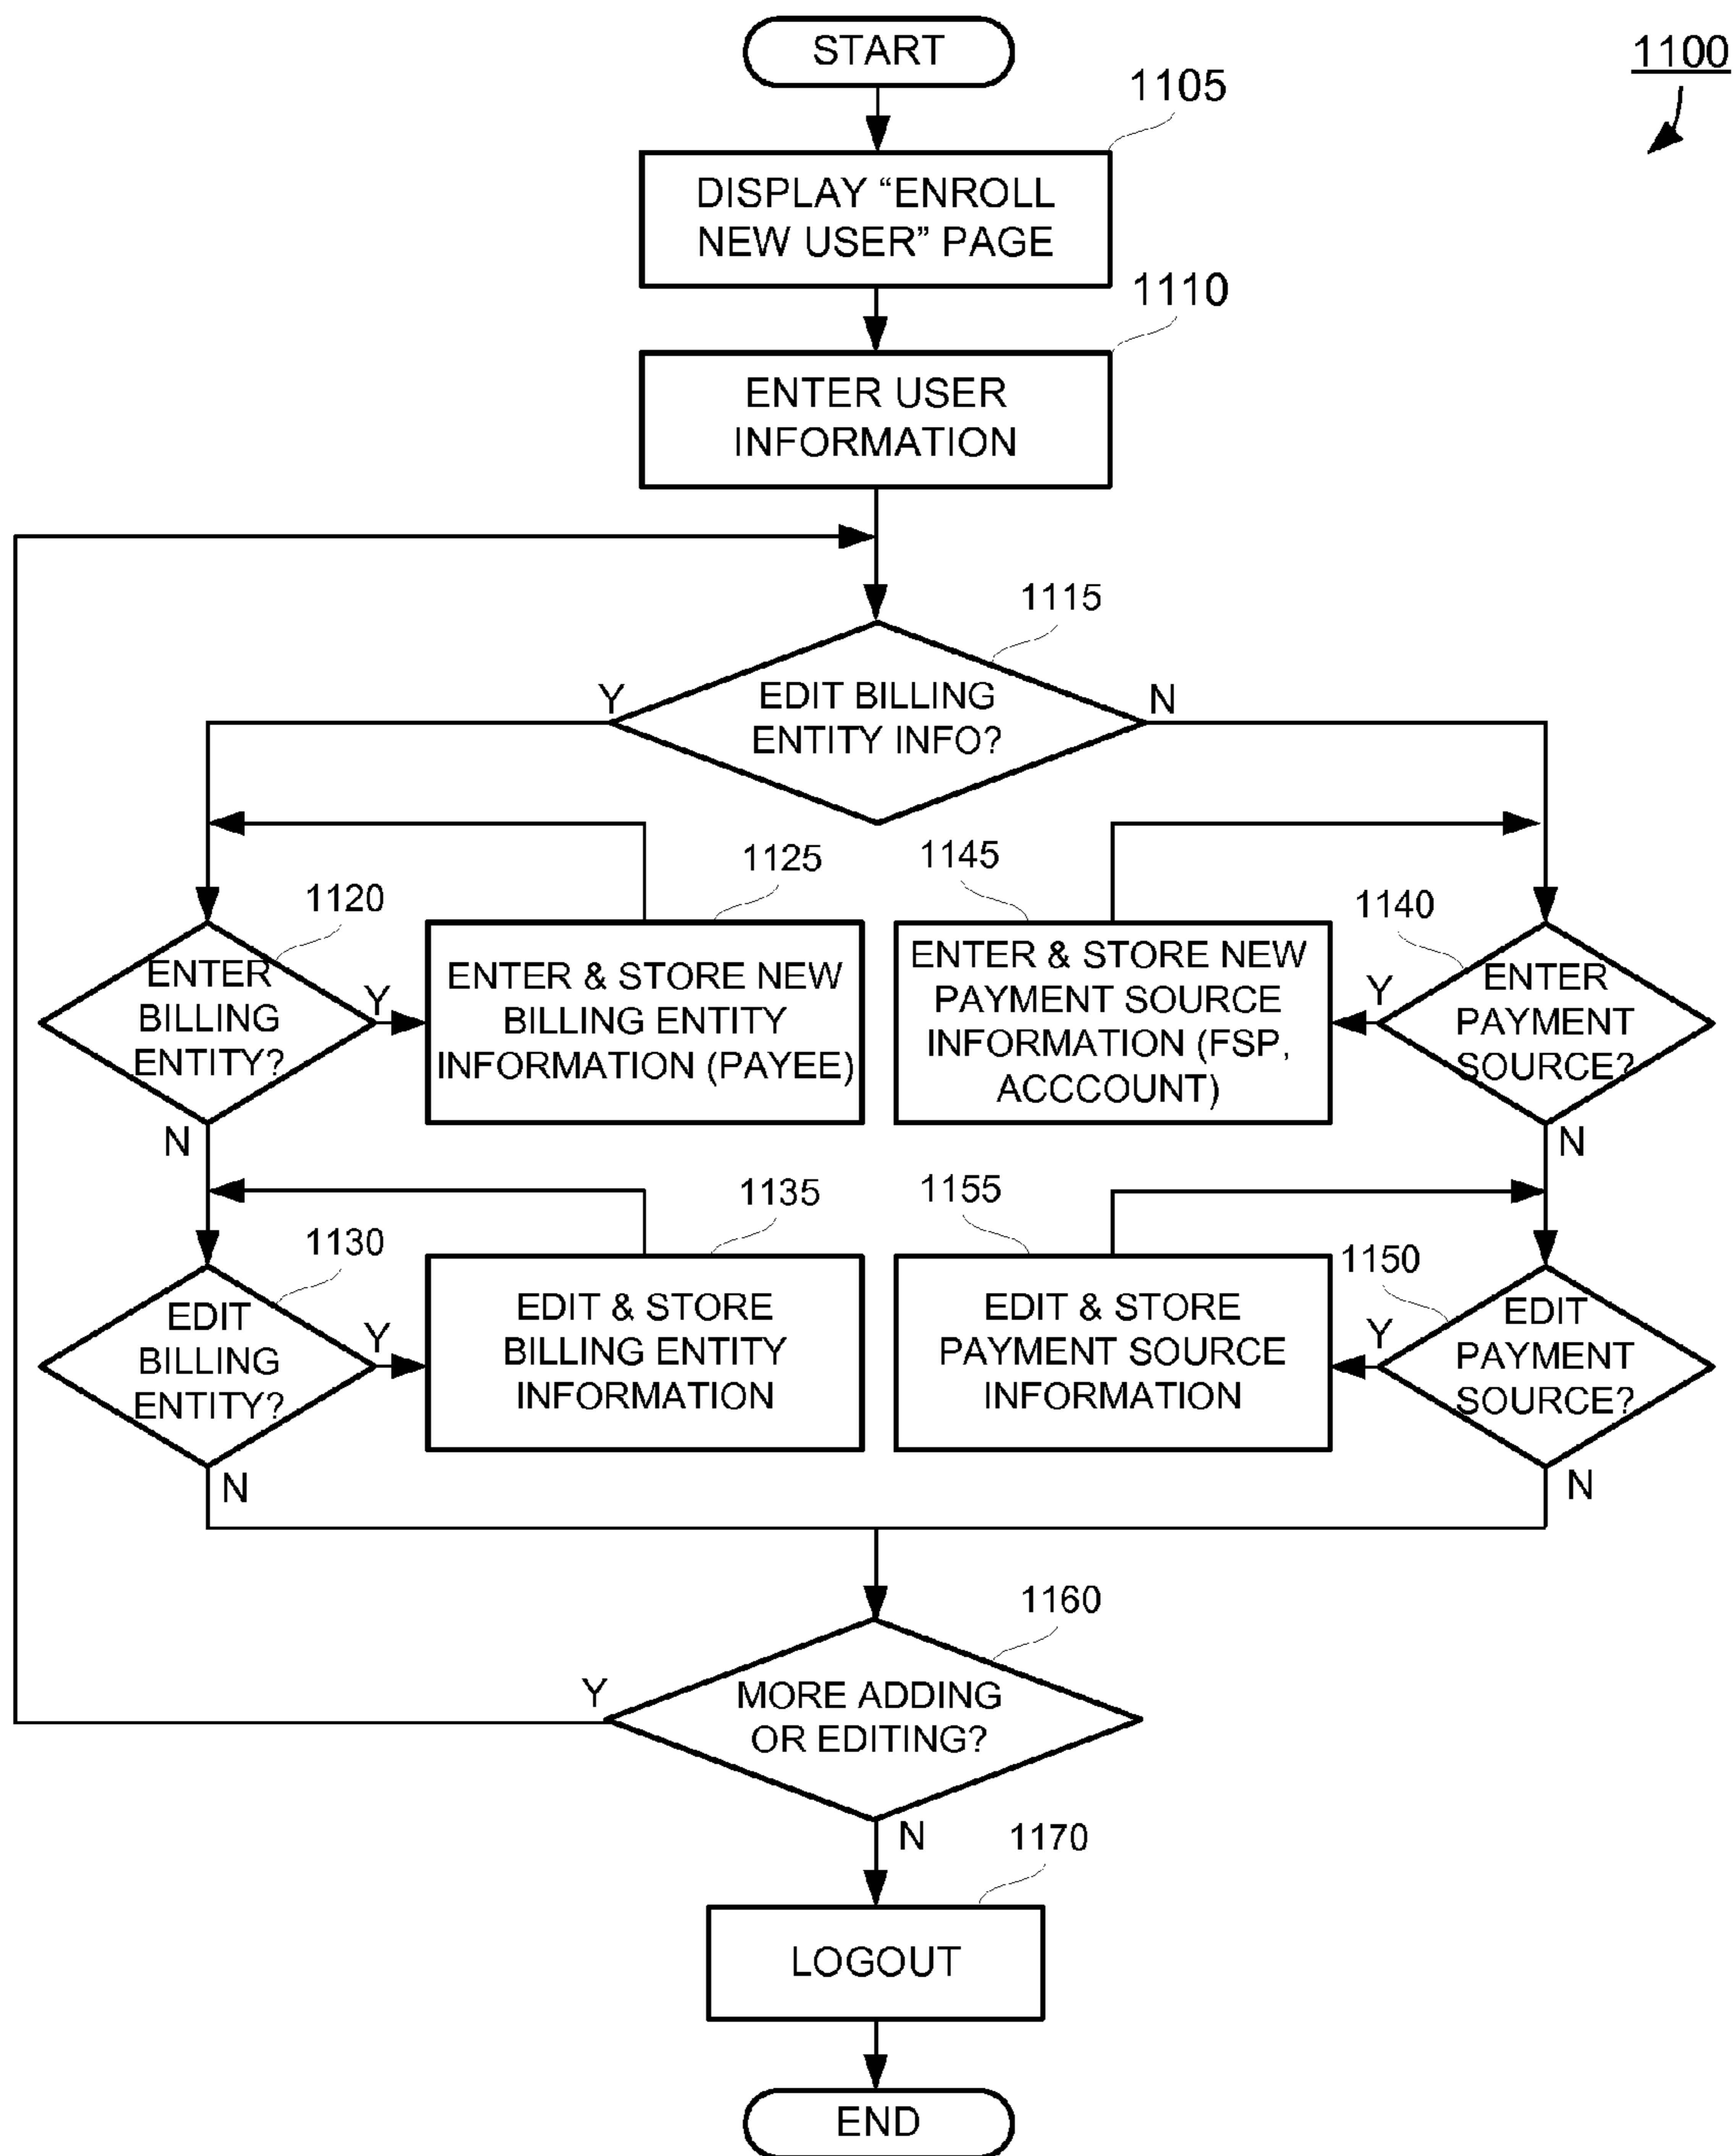 START
1100
1105
DISPLAY “ENROLL
NEW USER” PAGE
1110
ENTER USER
INFORMATION
1115
Y
EDIT BILLING
ENTITY INFO?
N
1120
ENTER
BILLING
ENTITY?
Y
N
1125
ENTER & STORE NEW
BILLING ENTITY
INFORMATION (PAYEE)
1145
ENTER & STORE NEW
PAYMENT SOURCE
INFORMATION (FSP,
ACCCOUNT)
1140
Y
ENTER
PAYMENT
SOURCE?
N
1130
EDIT
BILLING
ENTITY?
Y
N
1135
EDIT & STORE
BILLING ENTITY
INFORMATION
1155
EDIT & STORE
PAYMENT SOURCE
INFORMATION
1150
Y
EDIT
PAYMENT
SOURCE?
N
1160
Y
MORE ADDING
OR EDITING?
N
1170
LOGOUT
END